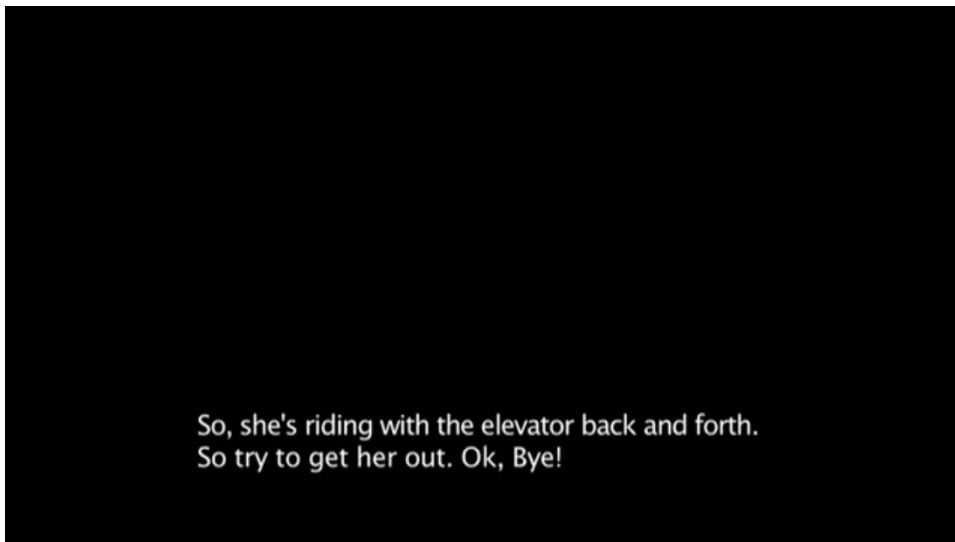 So, she's riding with the elevator back and forth.
So try to get her out. Ok, Bye!